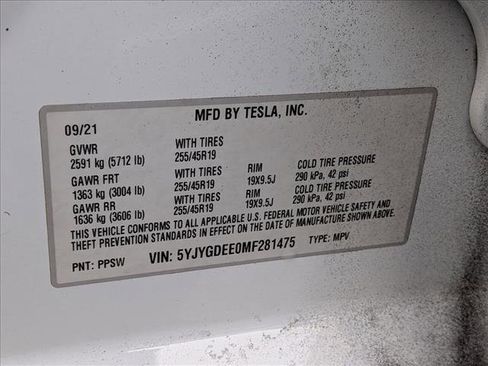 MFD BY TESLA, INC.
09/21
GVWR WITH TIRES
2591 kg (5712 lb) 255/45R19
GAWR FRT WITH TIRES RIM COLD TIRE PRESSURE
1363 kg (3004 lb) 255/45R19 19X9.5J 290 kPa, 42 psi
GAWR RR WITH TIRES RIM COLD TIRE PRESSURE
1636 kg (3606 lb) 255/45R19 19X9.5J 290 kPa, 42 psi
THIS VEHICLE CONFORMS TO ALL APPLICABLE U.S. FEDERAL MOTOR VEHICLE SAFETY AND
THEFT PREVENTION STANDARDS IN EFFECT ON THE DATE OF MANUFACTURE SHOWN ABOVE.
PNT: PPSW VIN: 5YJYGDEE0MF281475 TYPE: MPV